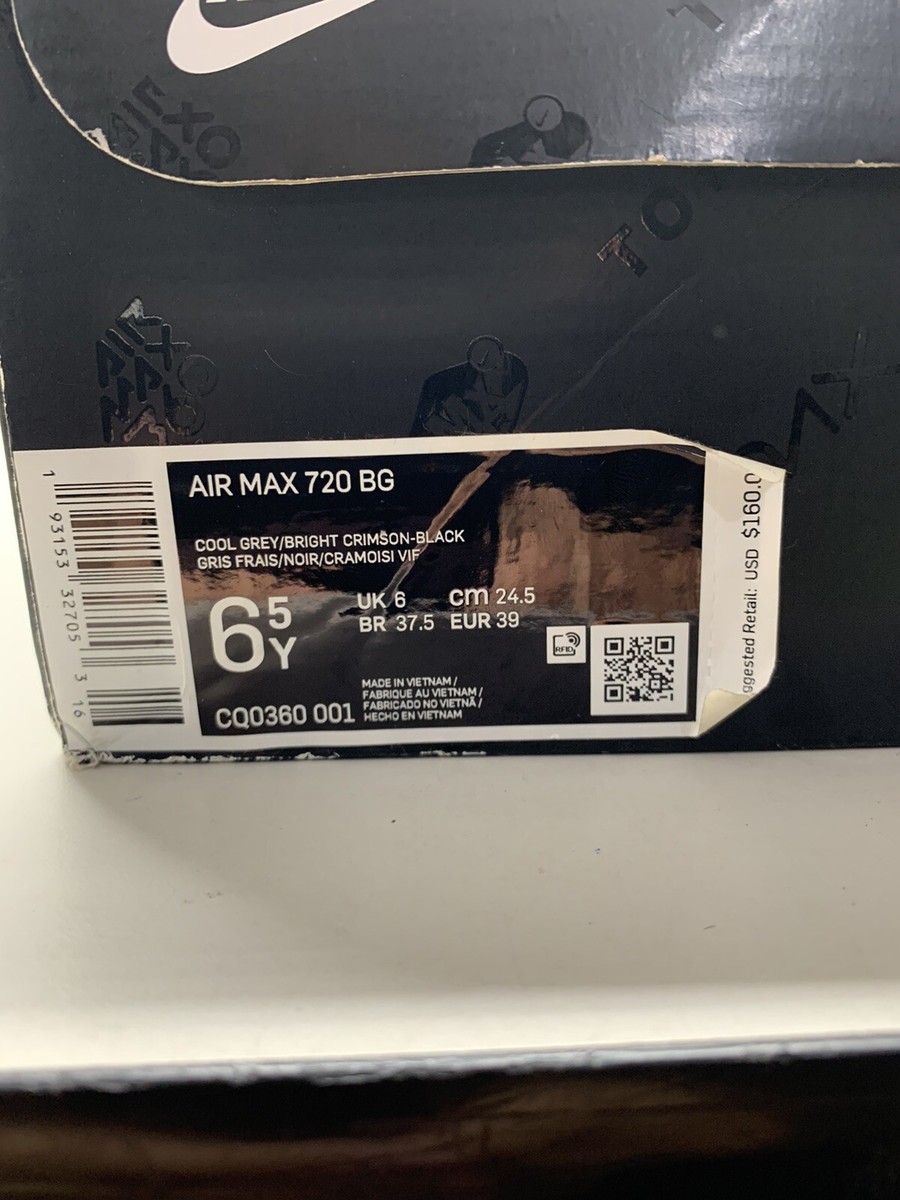 T O
AIR MAX 720 BG
COOL GREY/BRIGHT CRIMSON-BLACK
GRIS FRAIS/NOIR/CRAMOISI VIF
6 5 Y
UK 6 cm 24.5
BR 37.5 EUR 39
RFID
MADE IN VIETNAM /
FABRIQUE AU VIETNAM /
FABRICADO NO VIETNÃ /
HECHO EN VIETNAM
CQ0360 001
1 93153 32705 3 16
ggested Retail: USD $160.0